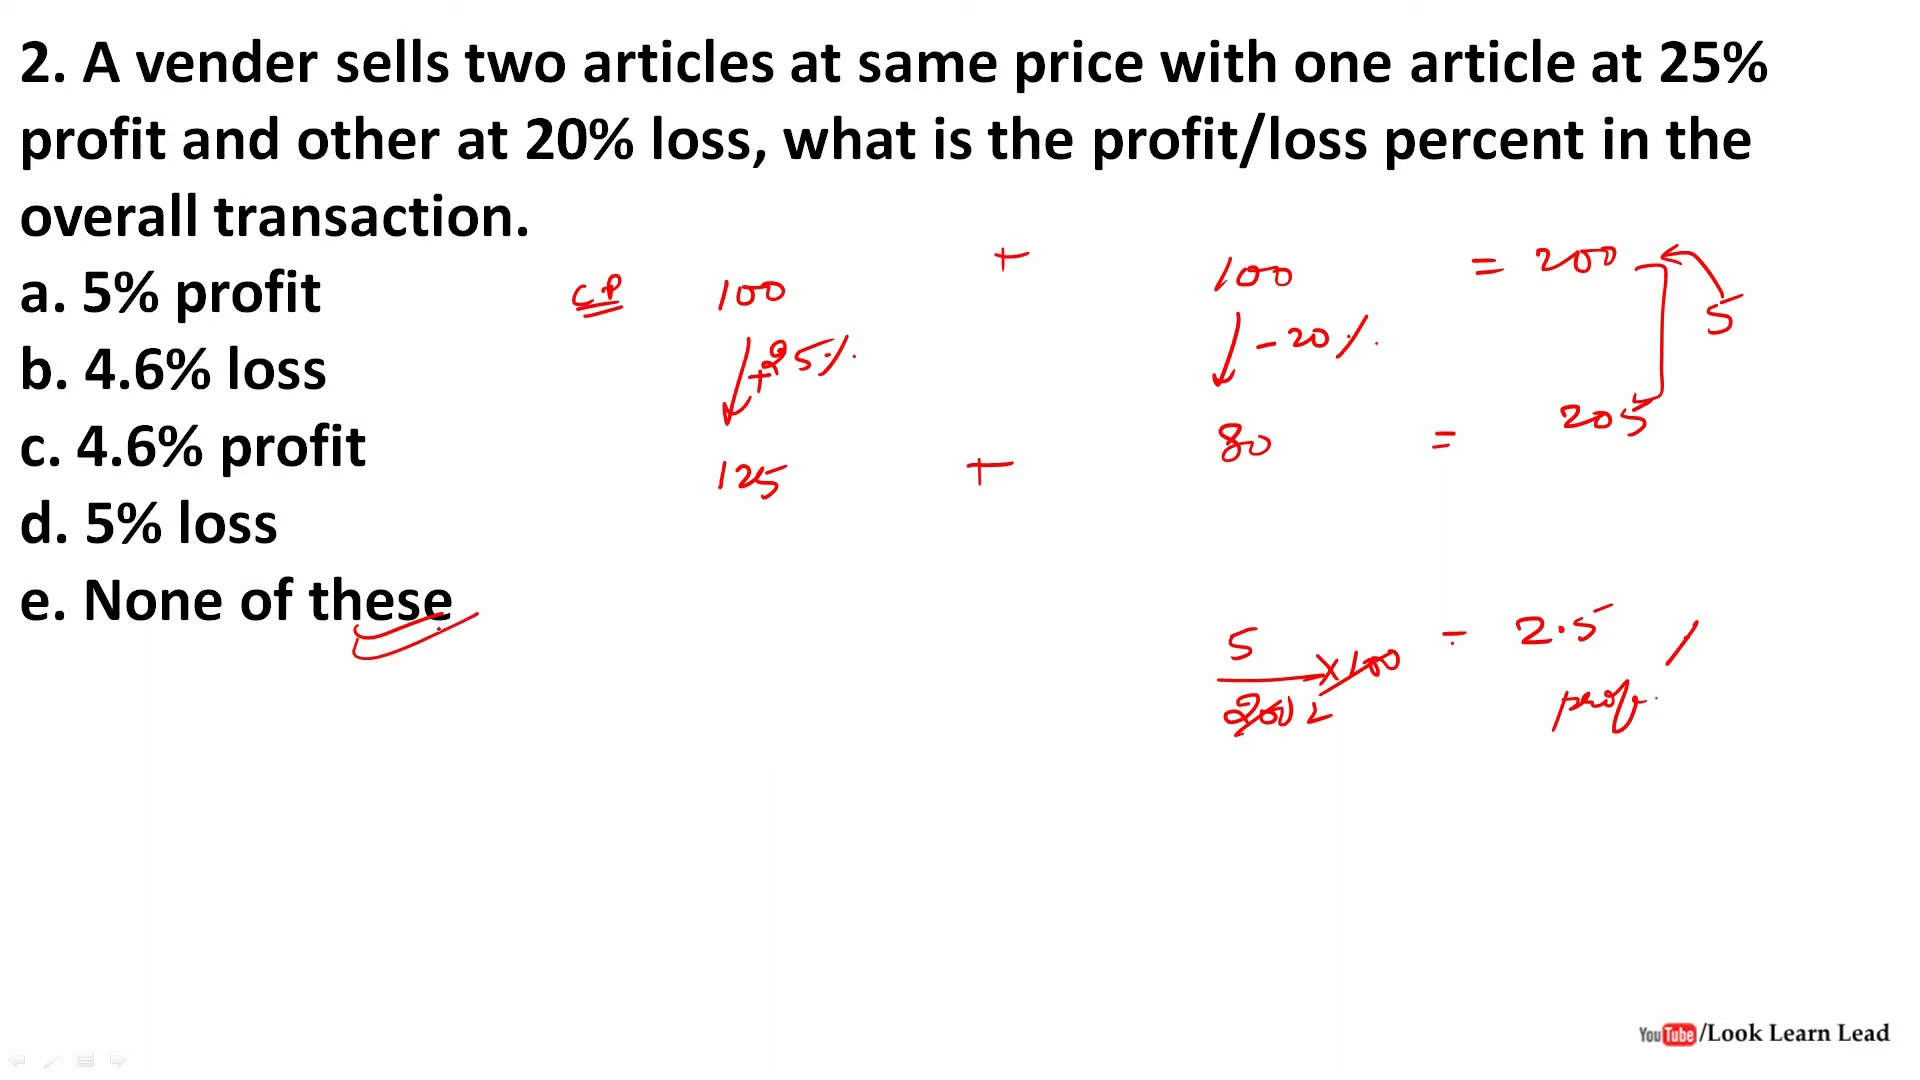 2. A vender sells two articles at same price with one article at 25%
profit and other at 20% loss, what is the profit/loss percent in the
overall transaction.
a. 5% profit
b. 4.6% loss
c. 4.6% profit
d. 5% loss
e. None of these
CP 100 + 100 = 200
+25% -20% 5
125 + 80 = 205
5/200 2 ×100 = 2.5
prof
YouTube/Look Learn Lead